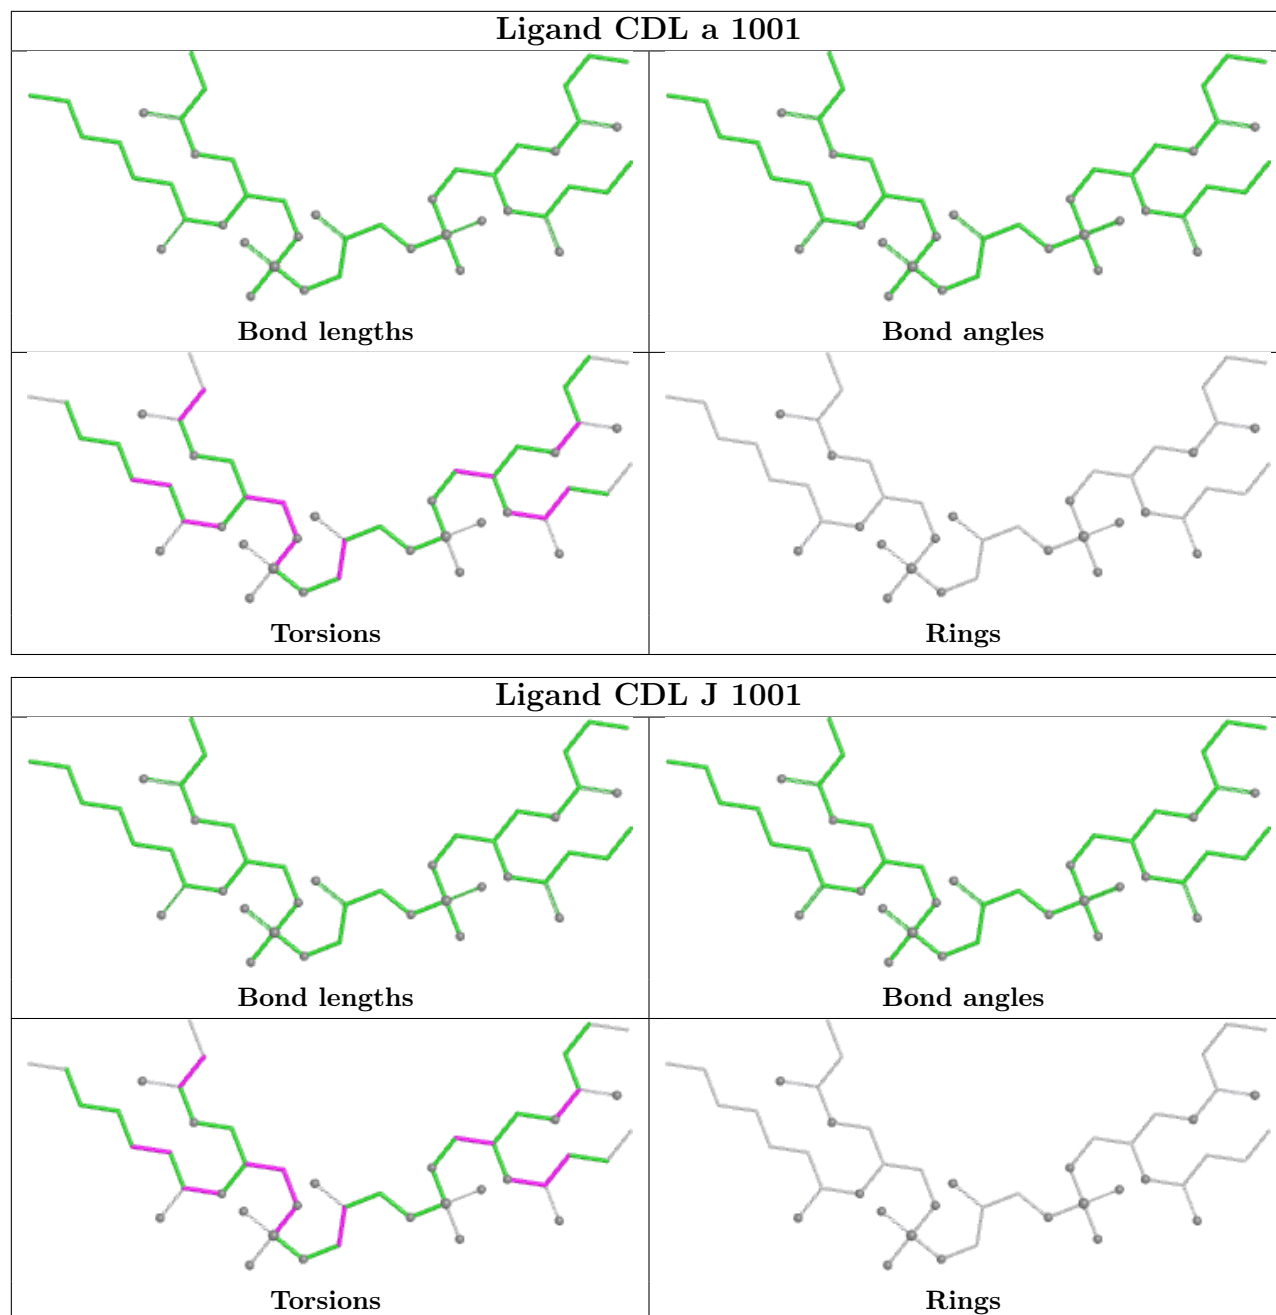 Ligand CDL a 1001
Bond lengths
Bond angles
Torsions
Rings
Ligand CDL J 1001
Bond lengths
Bond angles
Torsions
Rings